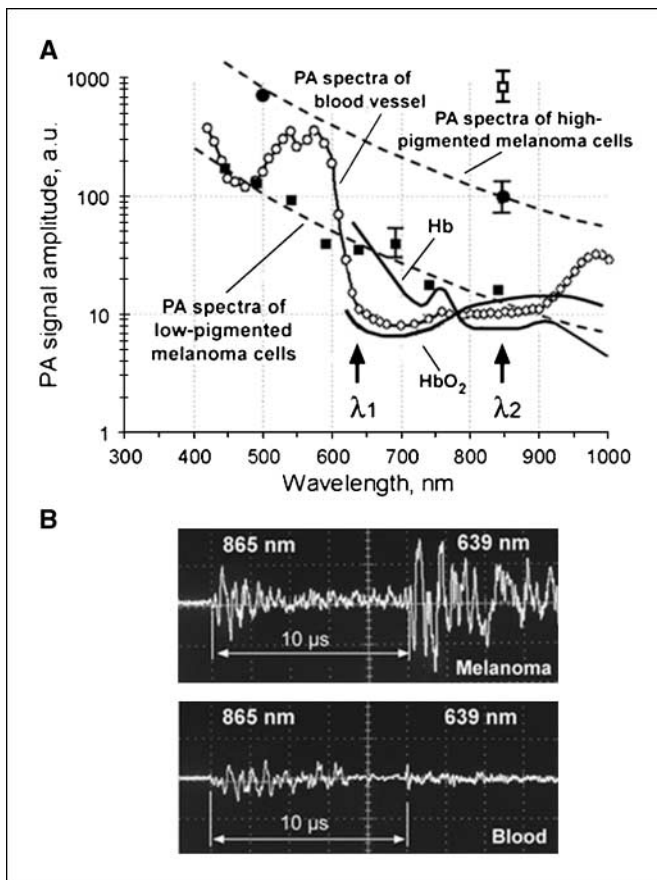 A
PA signal amplitude, a.u.
1000
100
10
1
PA spectra of
blood vessel
PA spectra of high-
pigmented melanoma cells
Hb
PA spectra of
low-pigmented
melanoma cells
HbO₂
λ1
λ2
300 400 500 600 700 800 900 1000
Wavelength, nm
B
865 nm 639 nm
10 µs
Melanoma
865 nm 639 nm
10 µs
Blood